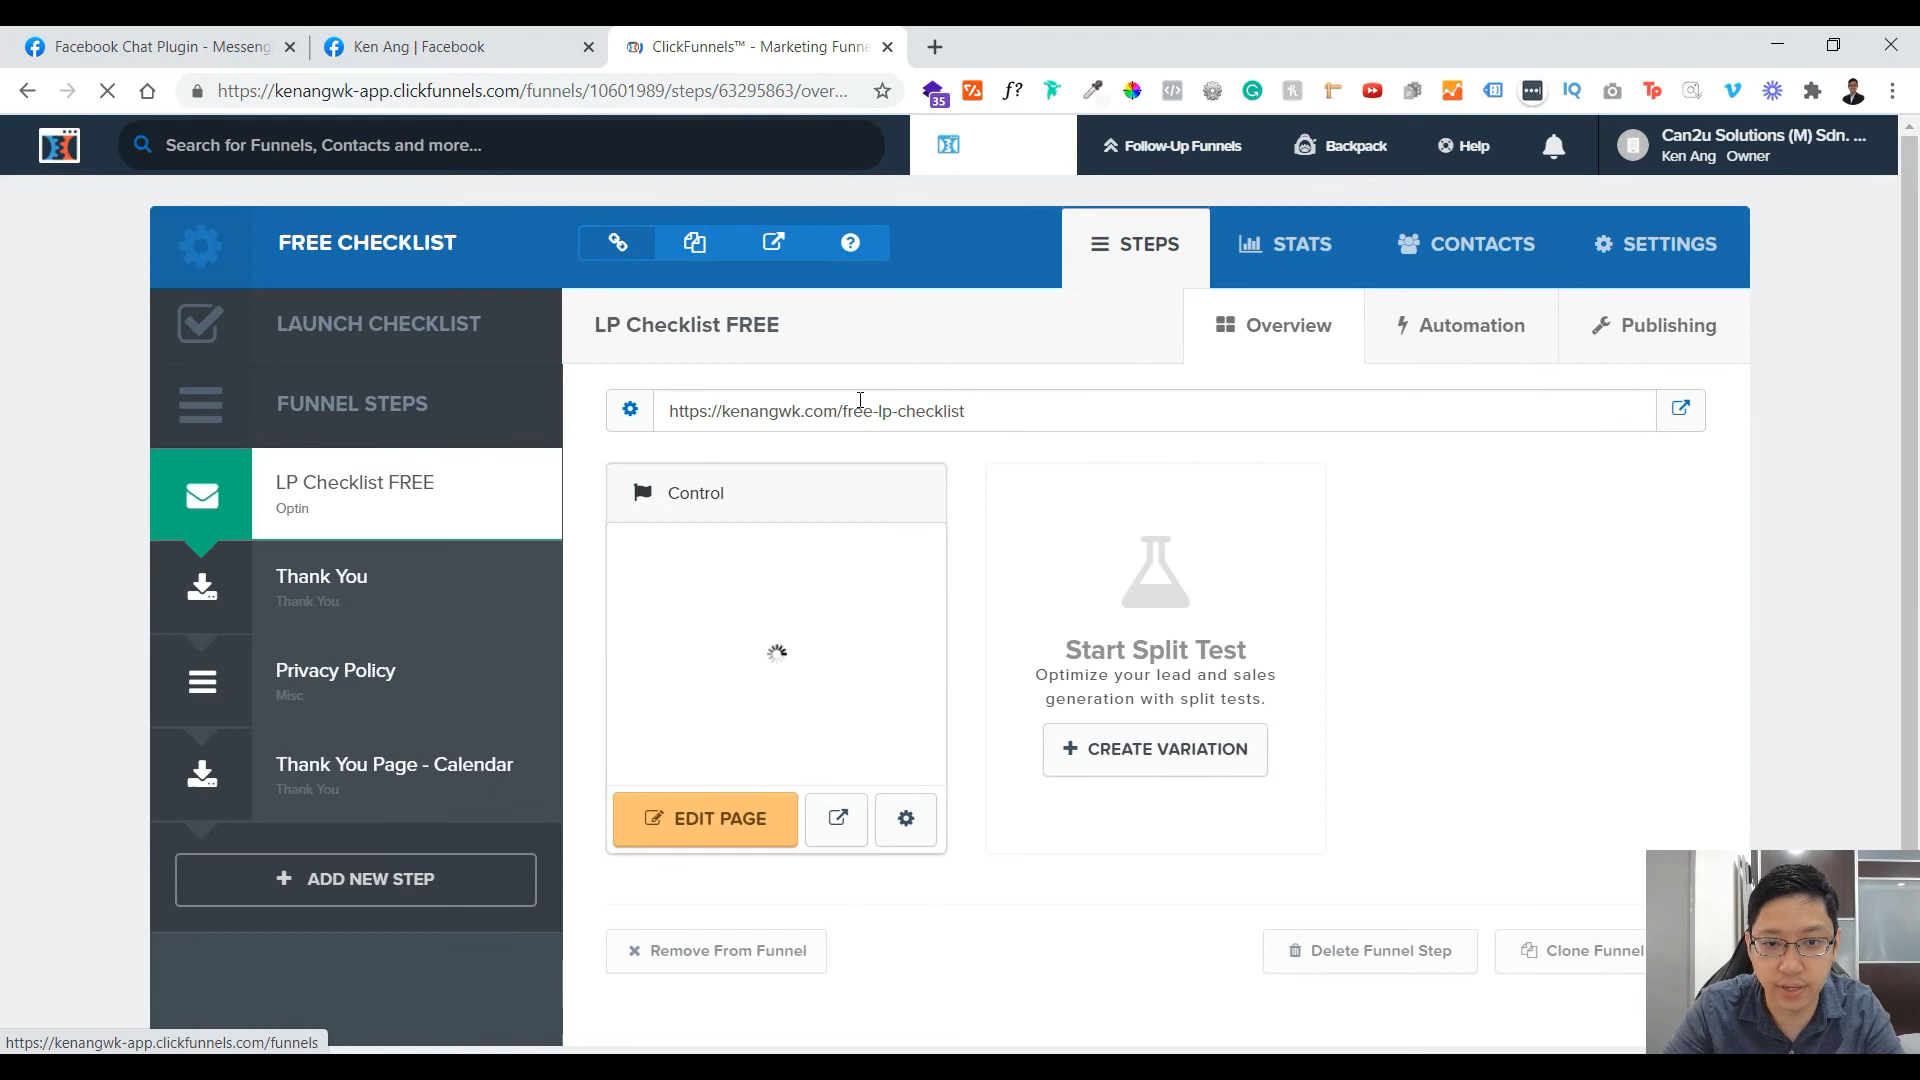 Facebook Chat Plugin - Messeng
Ken Ang | Facebook
ClickFunnels™ - Marketing Funne
https://kenangwk-app.clickfunnels.com/funnels/10601989/steps/63295863/over...
35
Search for Funnels, Contacts and more...
Follow-Up Funnels
Backpack
Help
Can2u Solutions (M) Sdn. ...
Ken Ang Owner
FREE CHECKLIST
STEPS
STATS
CONTACTS
SETTINGS
LAUNCH CHECKLIST
LP Checklist FREE
Overview
Automation
Publishing
FUNNEL STEPS
https://kenangwk.com/free-lp-checklist
LP Checklist FREE
Optin
Control
Thank You
Thank You
Start Split Test
Optimize your lead and sales
generation with split tests.
Privacy Policy
Misc
CREATE VARIATION
Thank You Page - Calendar
Thank You
EDIT PAGE
ADD NEW STEP
Remove From Funnel
Delete Funnel Step
Clone Funnel
https://kenangwk-app.clickfunnels.com/funnels